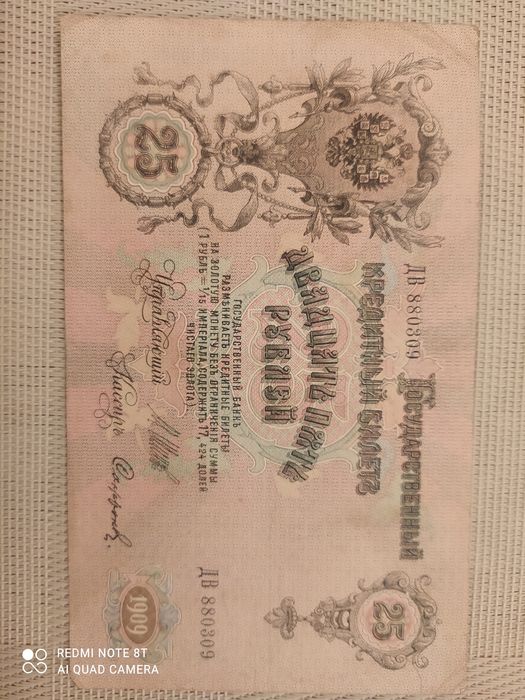 Государственный
ДВ 880309
КРЕДИТНЫЙ БИЛЕТЪ
ДВАДЦАТЬ ПЯТЬ
РУБЛЕЙ
25
25
ГОСУДАРСТВЕННЫЙ БАНКЪ
РАЗМѢНИВАЕТЪ КРЕДИТНЫЕ БИЛЕТЫ
НА ЗОЛОТУЮ МОНЕТУ БЕЗЪ ОГРАНИЧЕНІЯ СУММЫ
(1 РУБЛЬ = 1/15 ИМПЕРІАЛА, СОДЕРЖИТЪ 17,424 ДОЛЕЙ
ЧИСТАГО ЗОЛОТА).
Управляющій
Кассиръ
ДВ 880309
1909
REDMI NOTE 8T
AI QUAD CAMERA